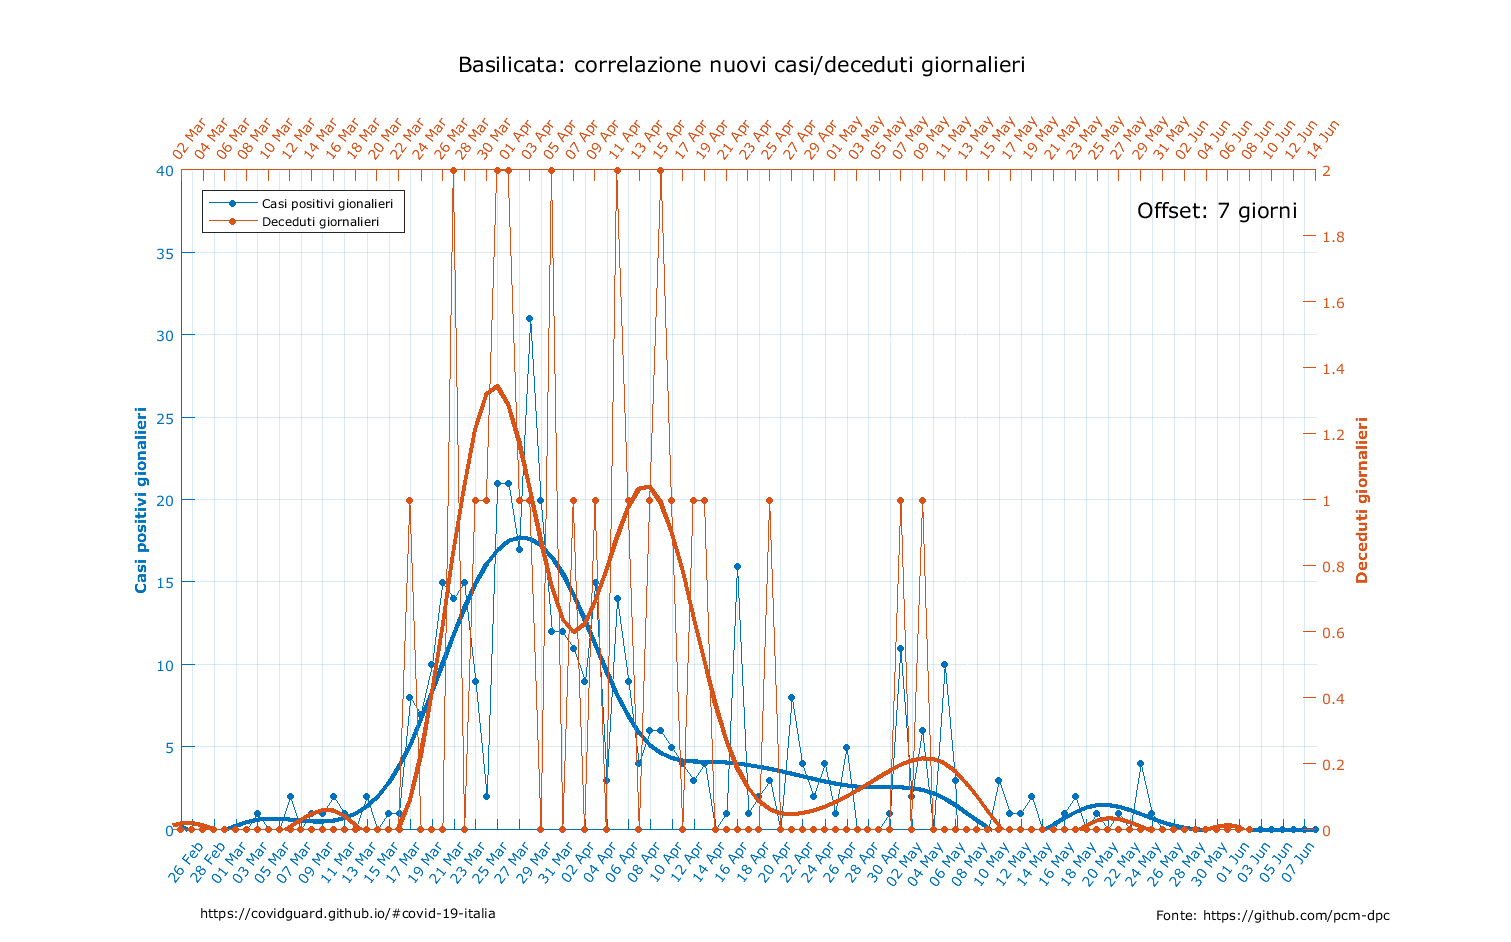 Basilicata: correlazione nuovi casi/deceduti giornalieri
02 Mar 04 Mar 06 Mar 08 Mar 10 Mar 12 Mar 14 Mar 16 Mar 18 Mar 20 Mar 22 Mar 24 Mar 26 Mar 28 Mar 30 Mar 01 Apr 03 Apr 05 Apr 07 Apr 09 Apr 11 Apr 13 Apr 15 Apr 17 Apr 19 Apr 21 Apr 23 Apr 25 Apr 27 Apr 29 Apr 01 May 03 May 05 May 07 May 09 May 11 May 13 May 15 May 17 May 19 May 21 May 23 May 25 May 27 May 29 May 31 May 02 Jun 04 Jun 06 Jun 08 Jun 10 Jun 12 Jun 14 Jun
Casi positivi gionalieri
Deceduti giornalieri
Offset: 7 giorni
40
35
30
25
20
15
10
5
0
Casi positivi gionalieri
2
1.8
1.6
1.4
1.2
1
0.8
0.6
0.4
0.2
0
Deceduti giornalieri
26 Feb 28 Feb 01 Mar 03 Mar 05 Mar 07 Mar 09 Mar 11 Mar 13 Mar 15 Mar 17 Mar 19 Mar 21 Mar 23 Mar 25 Mar 27 Mar 29 Mar 31 Mar 02 Apr 04 Apr 06 Apr 08 Apr 10 Apr 12 Apr 14 Apr 16 Apr 18 Apr 20 Apr 22 Apr 24 Apr 26 Apr 28 Apr 30 Apr 02 May 04 May 06 May 08 May 10 May 12 May 14 May 16 May 18 May 20 May 22 May 24 May 26 May 28 May 30 May 01 Jun 03 Jun 05 Jun 07 Jun
https://covidguard.github.io/#covid-19-italia
Fonte: https://github.com/pcm-dpc